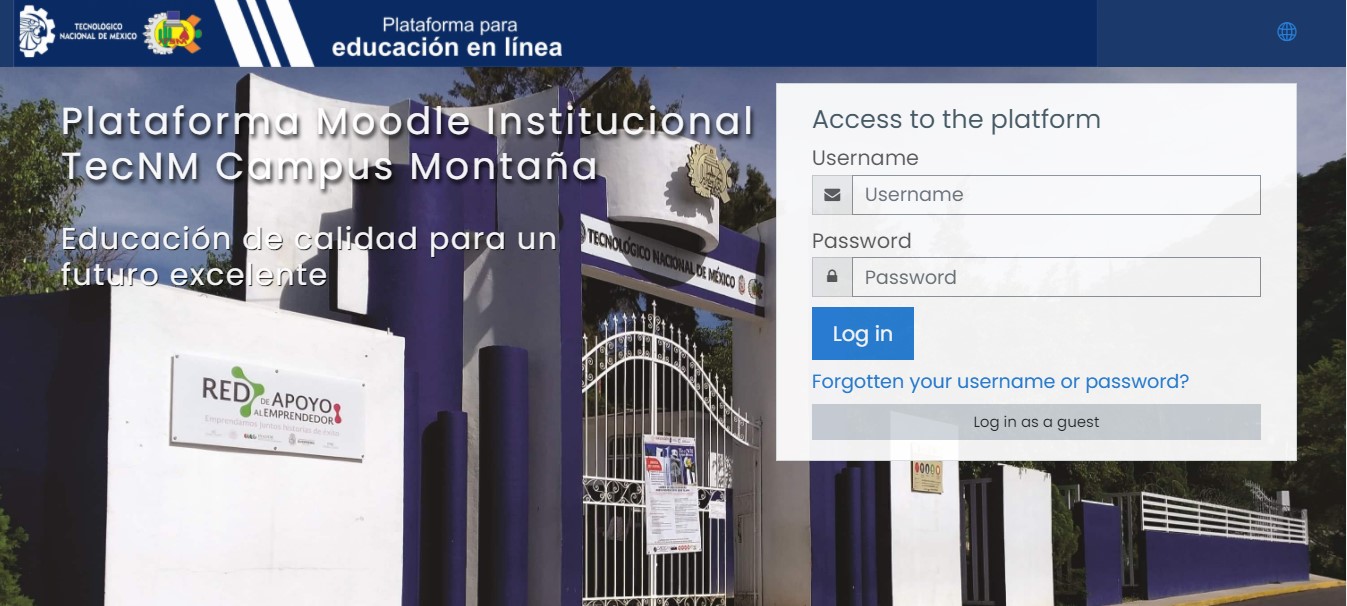 TECNOLÓGICO
NACIONAL DE MÉXICO
Plataforma para
educación en línea
Plataforma Moodle Institucional
TecNM Campus Montaña
Educación de calidad para un
futuro excelente
Access to the platform
Username
Username
Password
Password
Log in
Forgotten your username or password?
Log in as a guest
TECNOLÓGICO NACIONAL DE MÉXICO
RED DE APOYO
AL EMPRENDEDOR
Emprendamos juntos historias de éxito